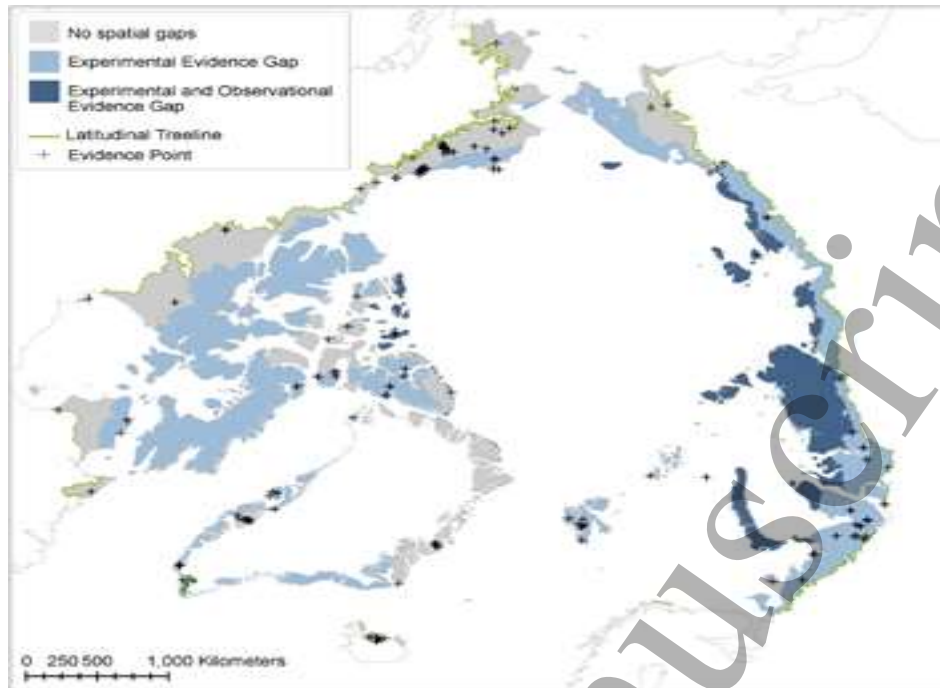 No spatial gaps
Experimental Evidence Gap
Experimental and Observational
Evidence Gap
Latitudinal Treeline
Evidence Point
0 250 500 1,000 Kilometers
uscrip